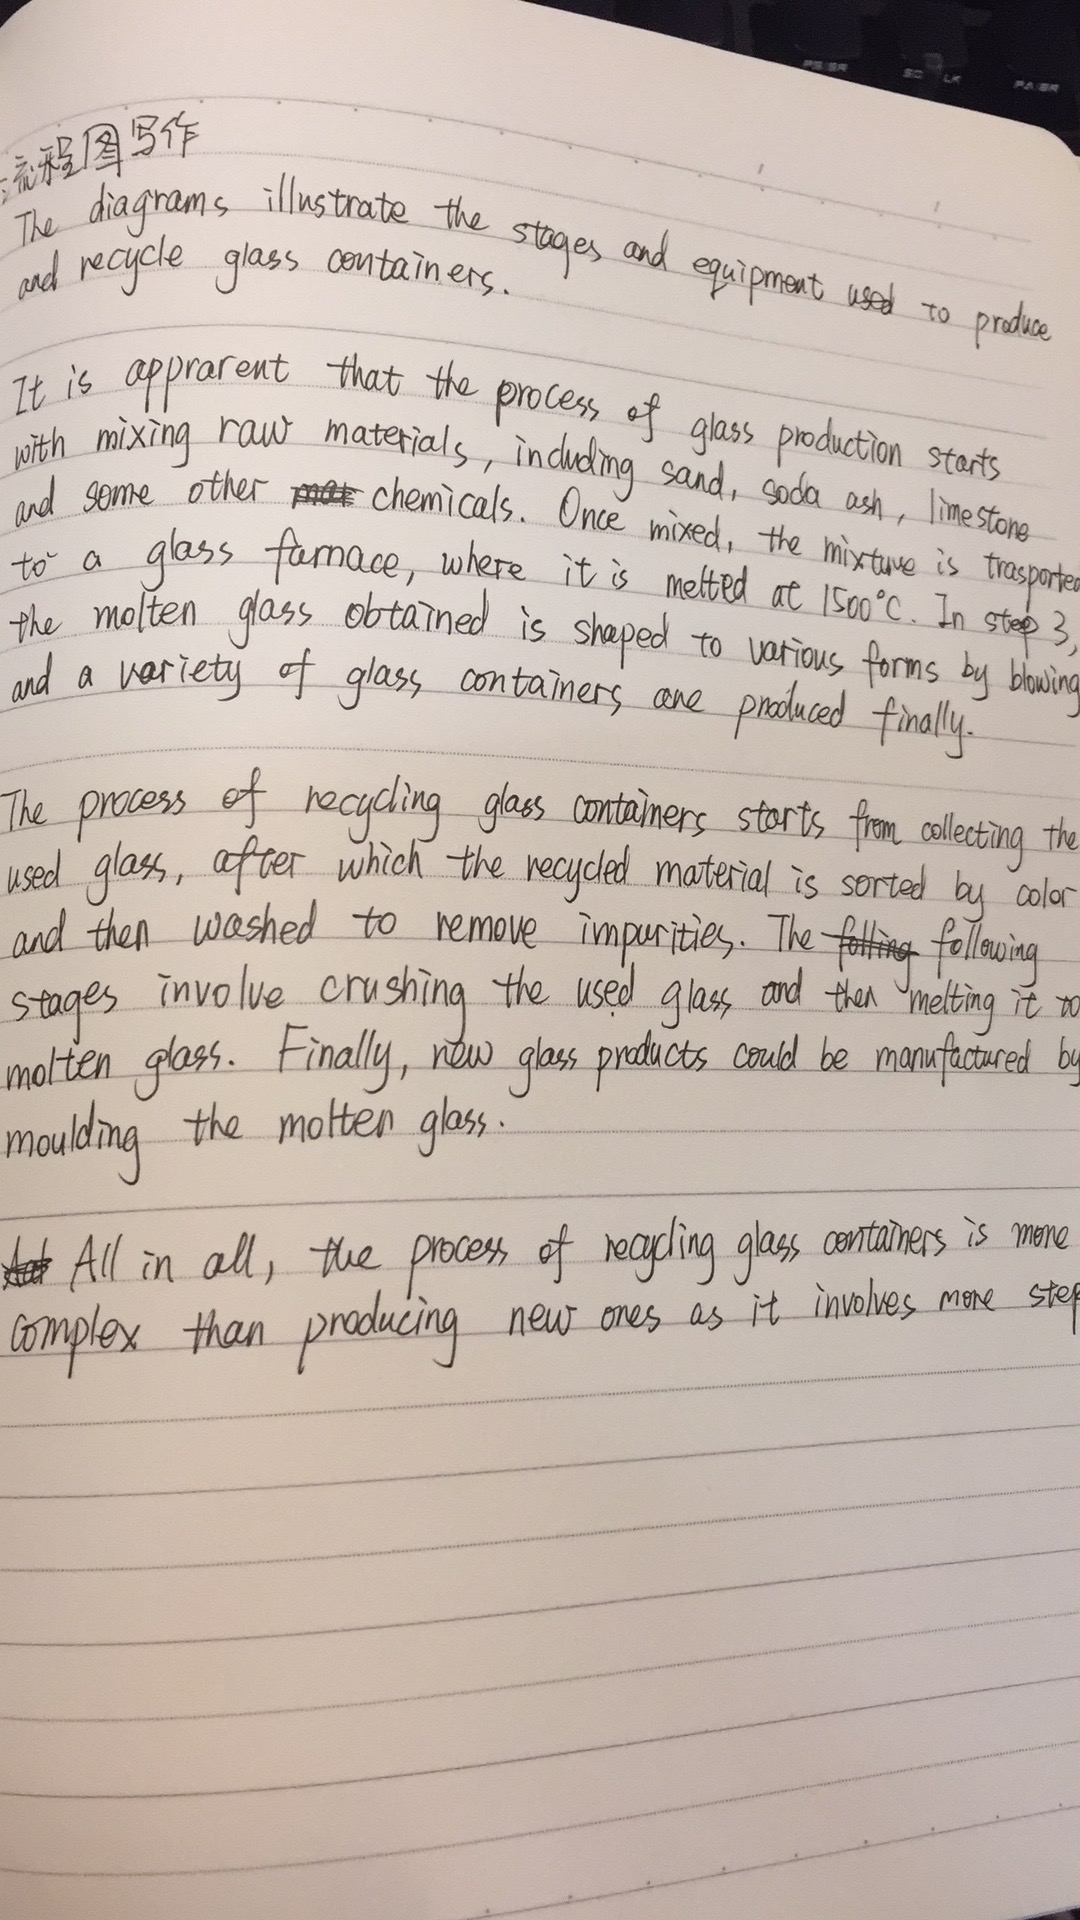 流程图写作
The diagrams illustrate the stages and equipment used to produce
and recycle glass containers.
It is apprarent that the process of glass production starts
with mixing raw materials, including sand, soda ash, limestone
and some other chemicals. Once mixed, the mixture is trasported
to a glass farnace, where it is melted at 1500°C. In step 3,
the molten glass obtained is shaped to various forms by blowing
and a variety of glass containers are produced finally.
The process of recycling glass containers starts from collecting the
used glass, after which the recycled material is sorted by color
and then washed to remove impurities. The following
stages involve crushing the used glass and then melting it to
molten glass. Finally, new glass products could be manufactured by
moulding the molten glass.
All in all, the process of recycling glass containers is more
complex than producing new ones as it involves more step